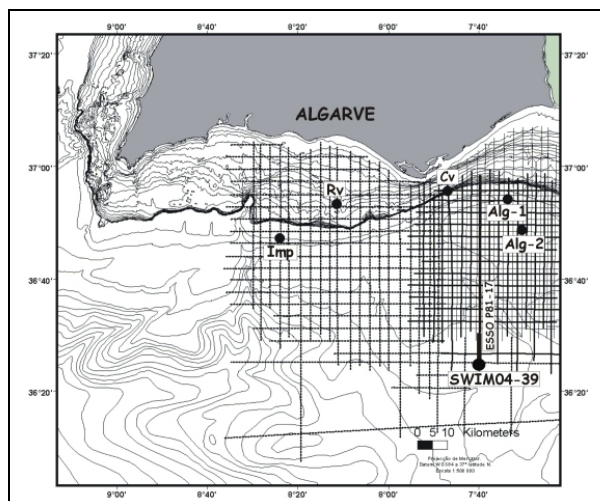 9°00' 8°40' 8°20' 8°00' 7°40'
37°20' 37°20'
ALGARVE
37°00' 37°00'
Cv
Rv
Alg-1
Alg-2
Imp
36°40' 36°40'
ESSO P81-17
36°20' 36°20'
SWIM04-39
0 5 10 Kilometers
9°00' 8°40' 8°20' 8°00' 7°40'